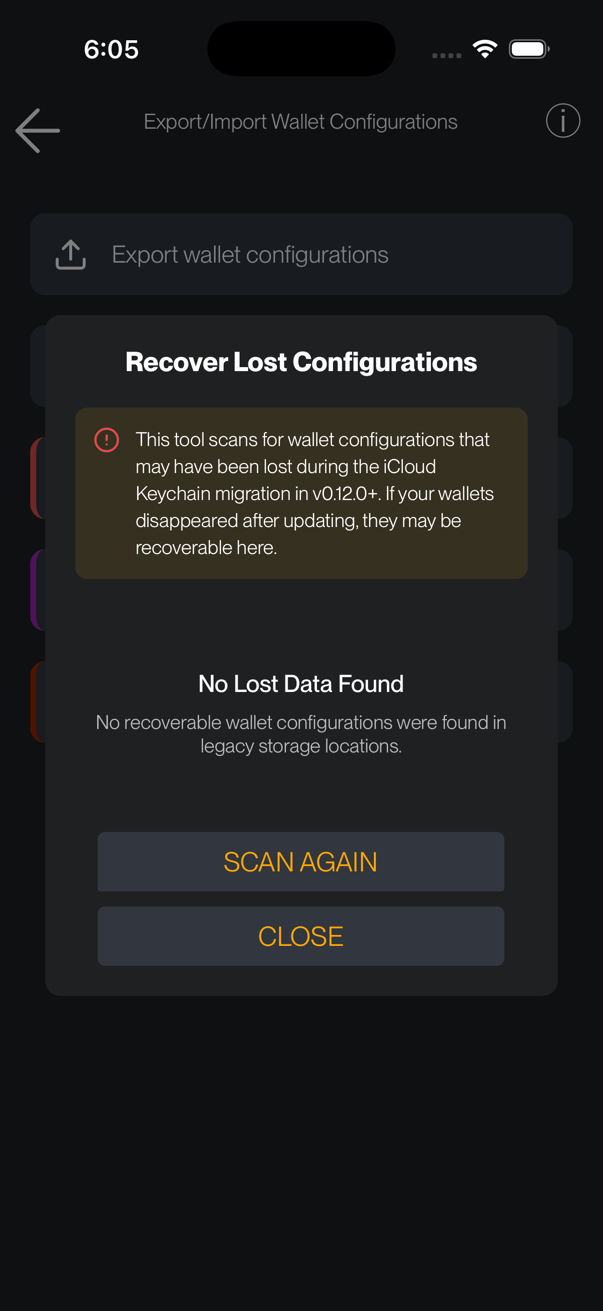 6:05
Export/Import Wallet Configurations
Export wallet configurations
Recover Lost Configurations
This tool scans for wallet configurations that
may have been lost during the iCloud
Keychain migration in v0.12.0+. If your wallets
disappeared after updating, they may be
recoverable here.
No Lost Data Found
No recoverable wallet configurations were found in
legacy storage locations.
SCAN AGAIN
CLOSE